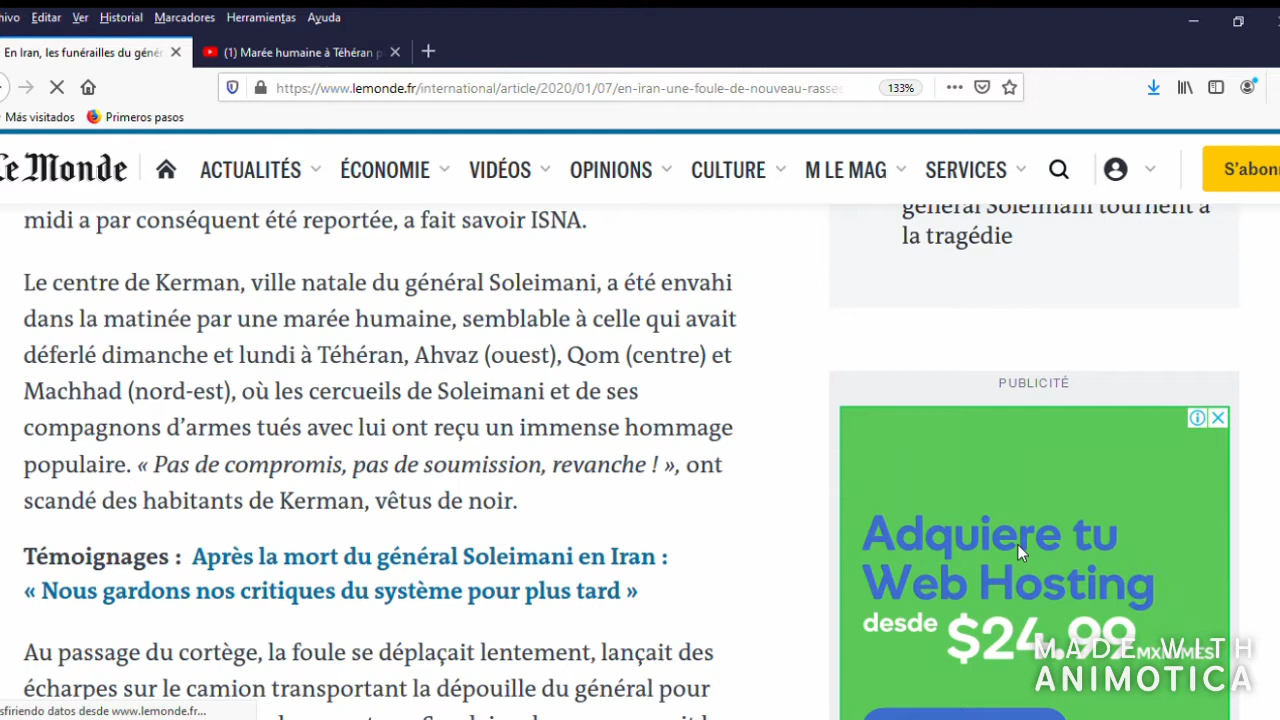 Editar Ver Historial Marcadores Herramientas Ayuda
En Iran, les funérailles du géné
(1) Marée humaine à Téhéran p
https://www.lemonde.fr/international/article/2020/01/07/en-iran-une-foule-de-nouveau-rasse
133%
Más visitados Primeros pasos
Le Monde
ACTUALITÉS ÉCONOMIE VIDÉOS OPINIONS CULTURE M LE MAG SERVICES
S'abon
midi a par conséquent été reportée, a fait savoir ISNA.
Le centre de Kerman, ville natale du général Soleimani, a été envahi
dans la matinée par une marée humaine, semblable à celle qui avait
déferlé dimanche et lundi à Téhéran, Ahvaz (ouest), Qom (centre) et
Machhad (nord-est), où les cercueils de Soleimani et de ses
compagnons d'armes tués avec lui ont reçu un immense hommage
populaire. « Pas de compromis, pas de soumission, revanche ! », ont
scandé des habitants de Kerman, vêtus de noir.
Témoignages : Après la mort du général Soleimani en Iran :
« Nous gardons nos critiques du système pour plus tard »
Au passage du cortège, la foule se déplaçait lentement, lançait des
écharpes sur le camion transportant la dépouille du général pour
sfiriendo datos desde www.lemonde.fr...
général Soleimani tournent à
la tragédie
PUBLICITÉ
Adquiere tu
Web Hosting
desde $24.99
MADE WITH
ANIMOTICA